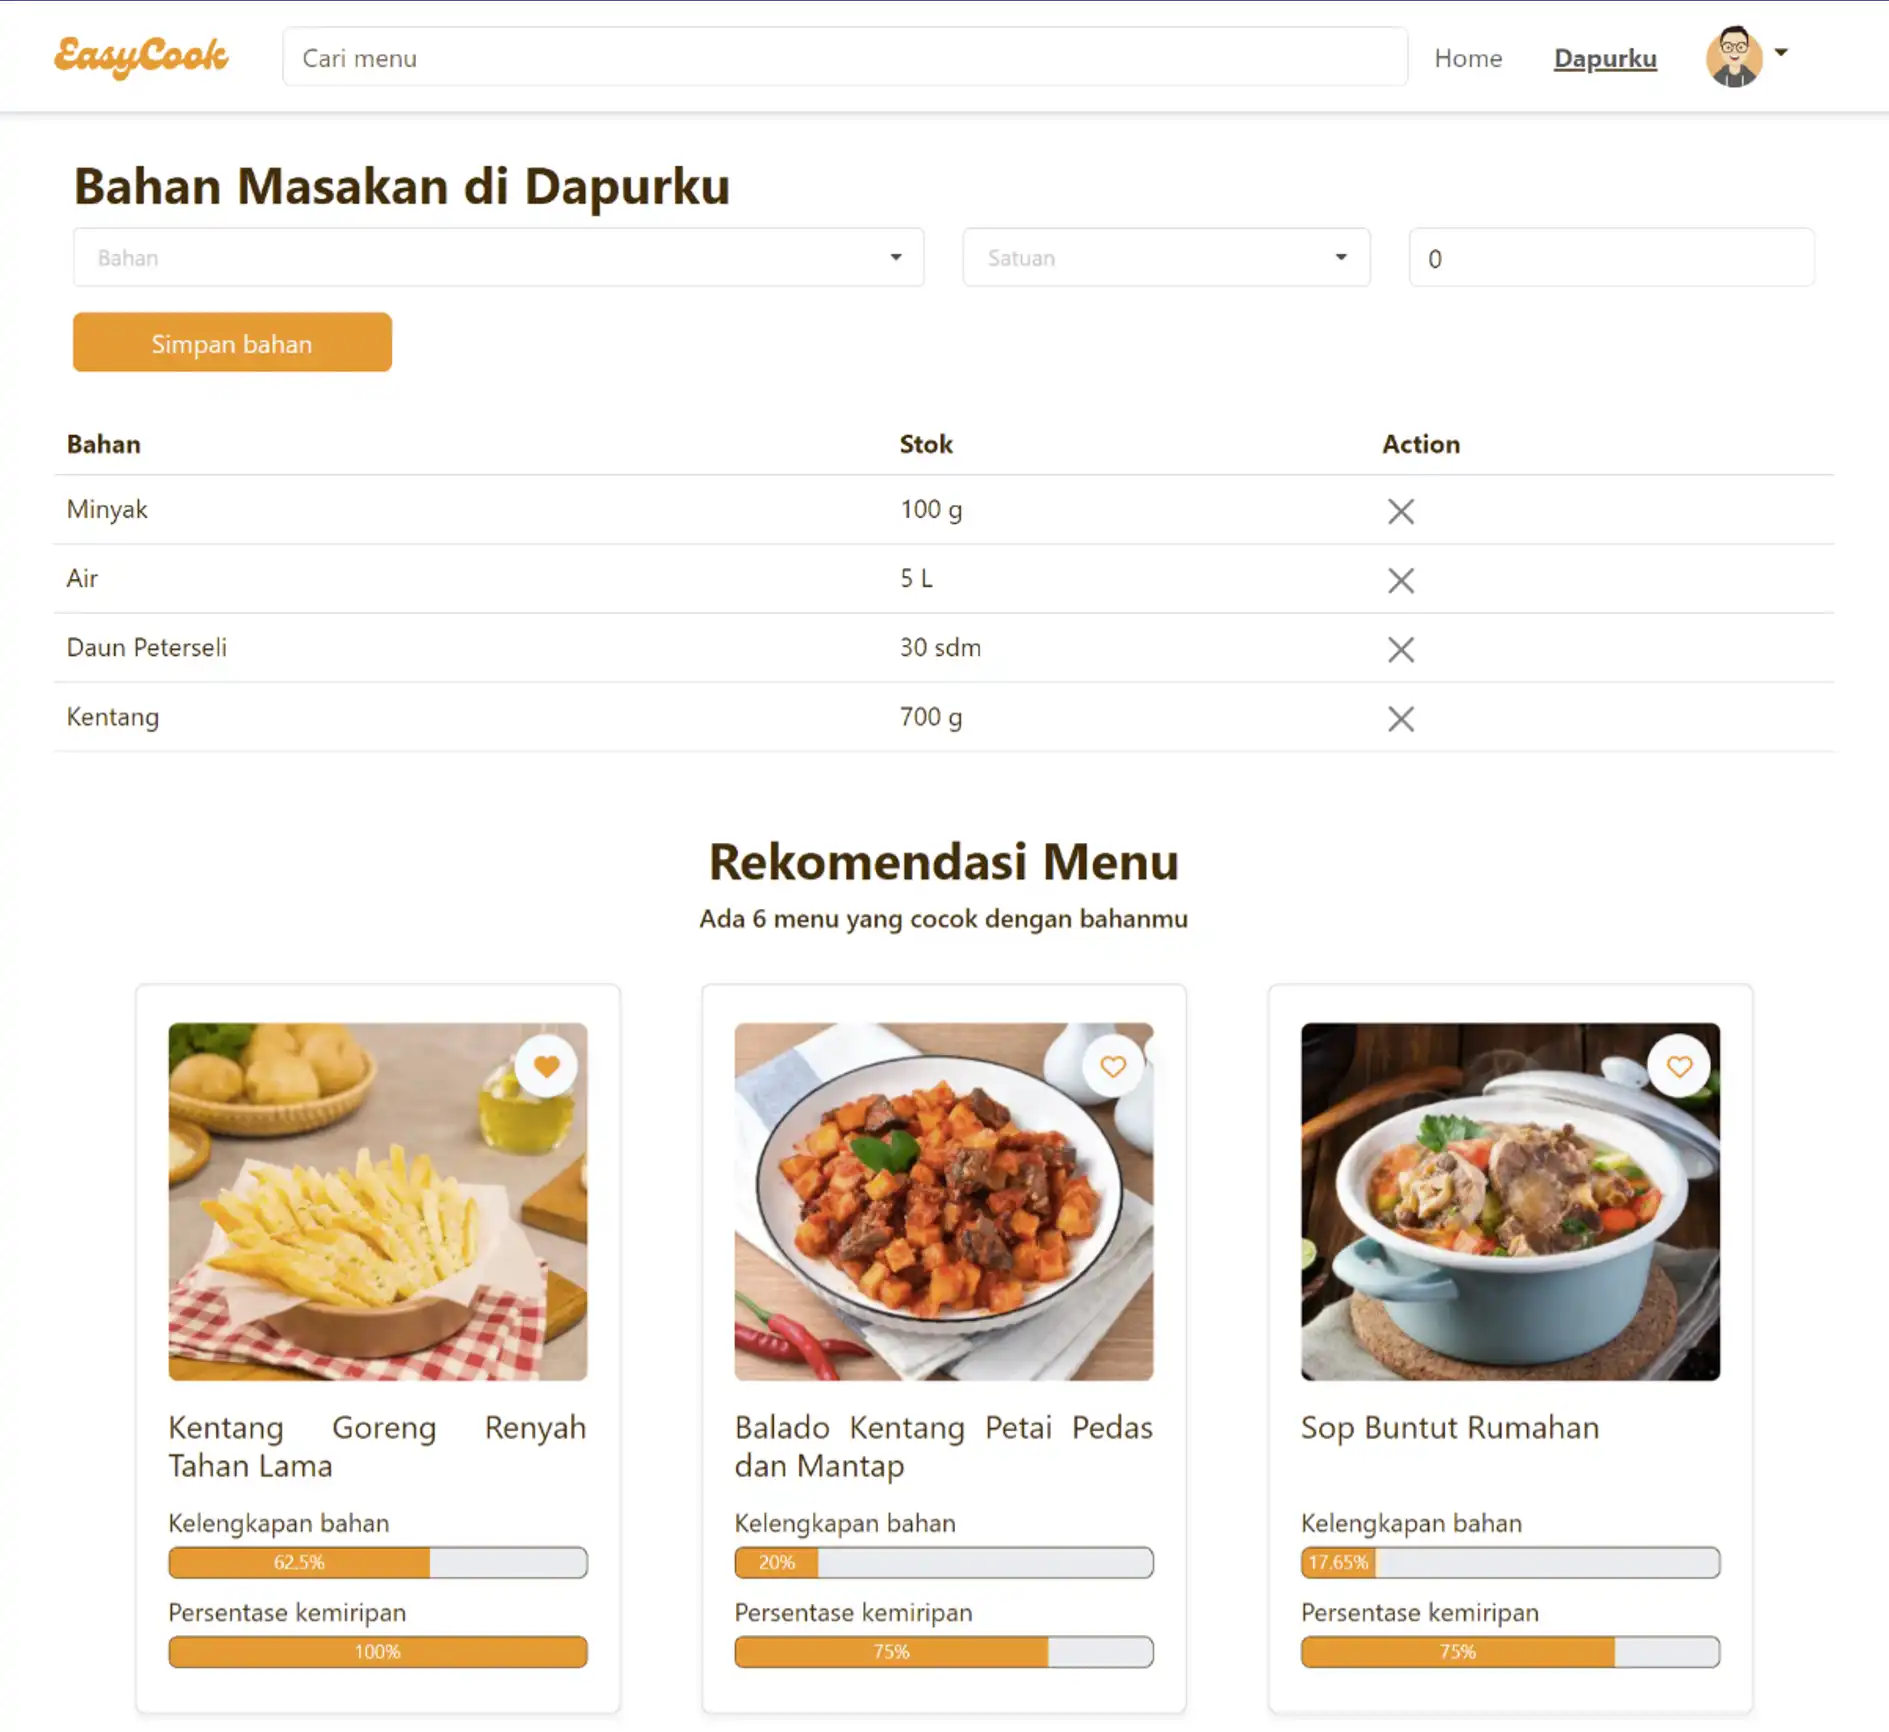 EasyCook
Cari menu
Home
Dapurku
Bahan Masakan di Dapurku
Bahan
Satuan
0
Simpan bahan
Bahan Stok Action
Minyak 100 g
Air 5 L
Daun Peterseli 30 sdm
Kentang 700 g
Rekomendasi Menu
Ada 6 menu yang cocok dengan bahanmu
Kentang Goreng Renyah
Tahan Lama
Kelengkapan bahan
62.5%
Persentase kemiripan
100%
Balado Kentang Petai Pedas
dan Mantap
Kelengkapan bahan
20%
Persentase kemiripan
75%
Sop Buntut Rumahan
Kelengkapan bahan
17.65%
Persentase kemiripan
75%